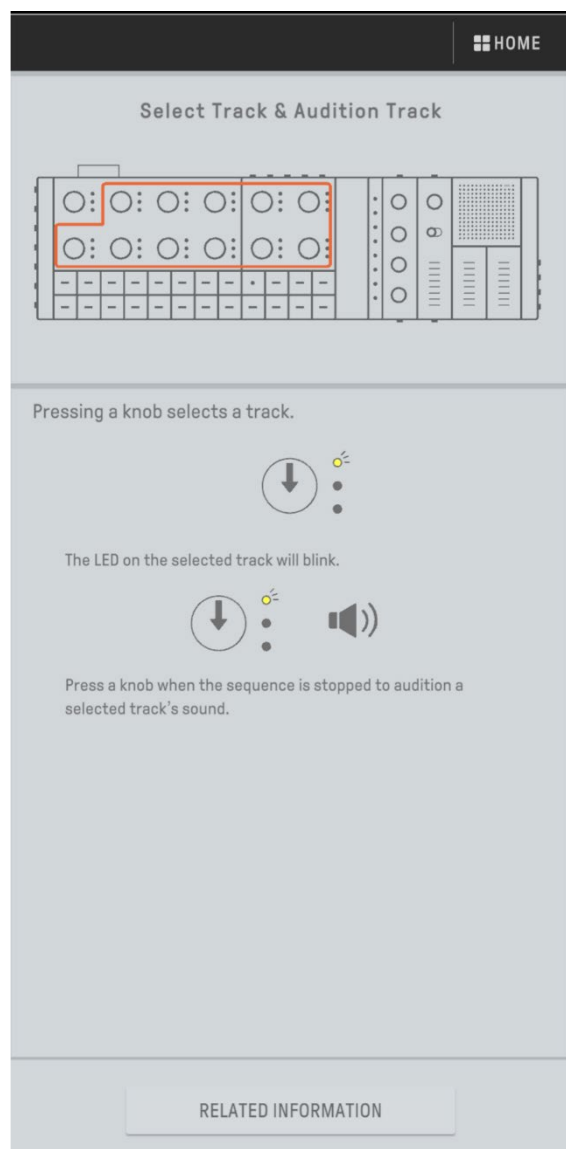 HOME
Select Track & Audition Track
Pressing a knob selects a track.
The LED on the selected track will blink.
Press a knob when the sequence is stopped to audition a
selected track's sound.
RELATED INFORMATION